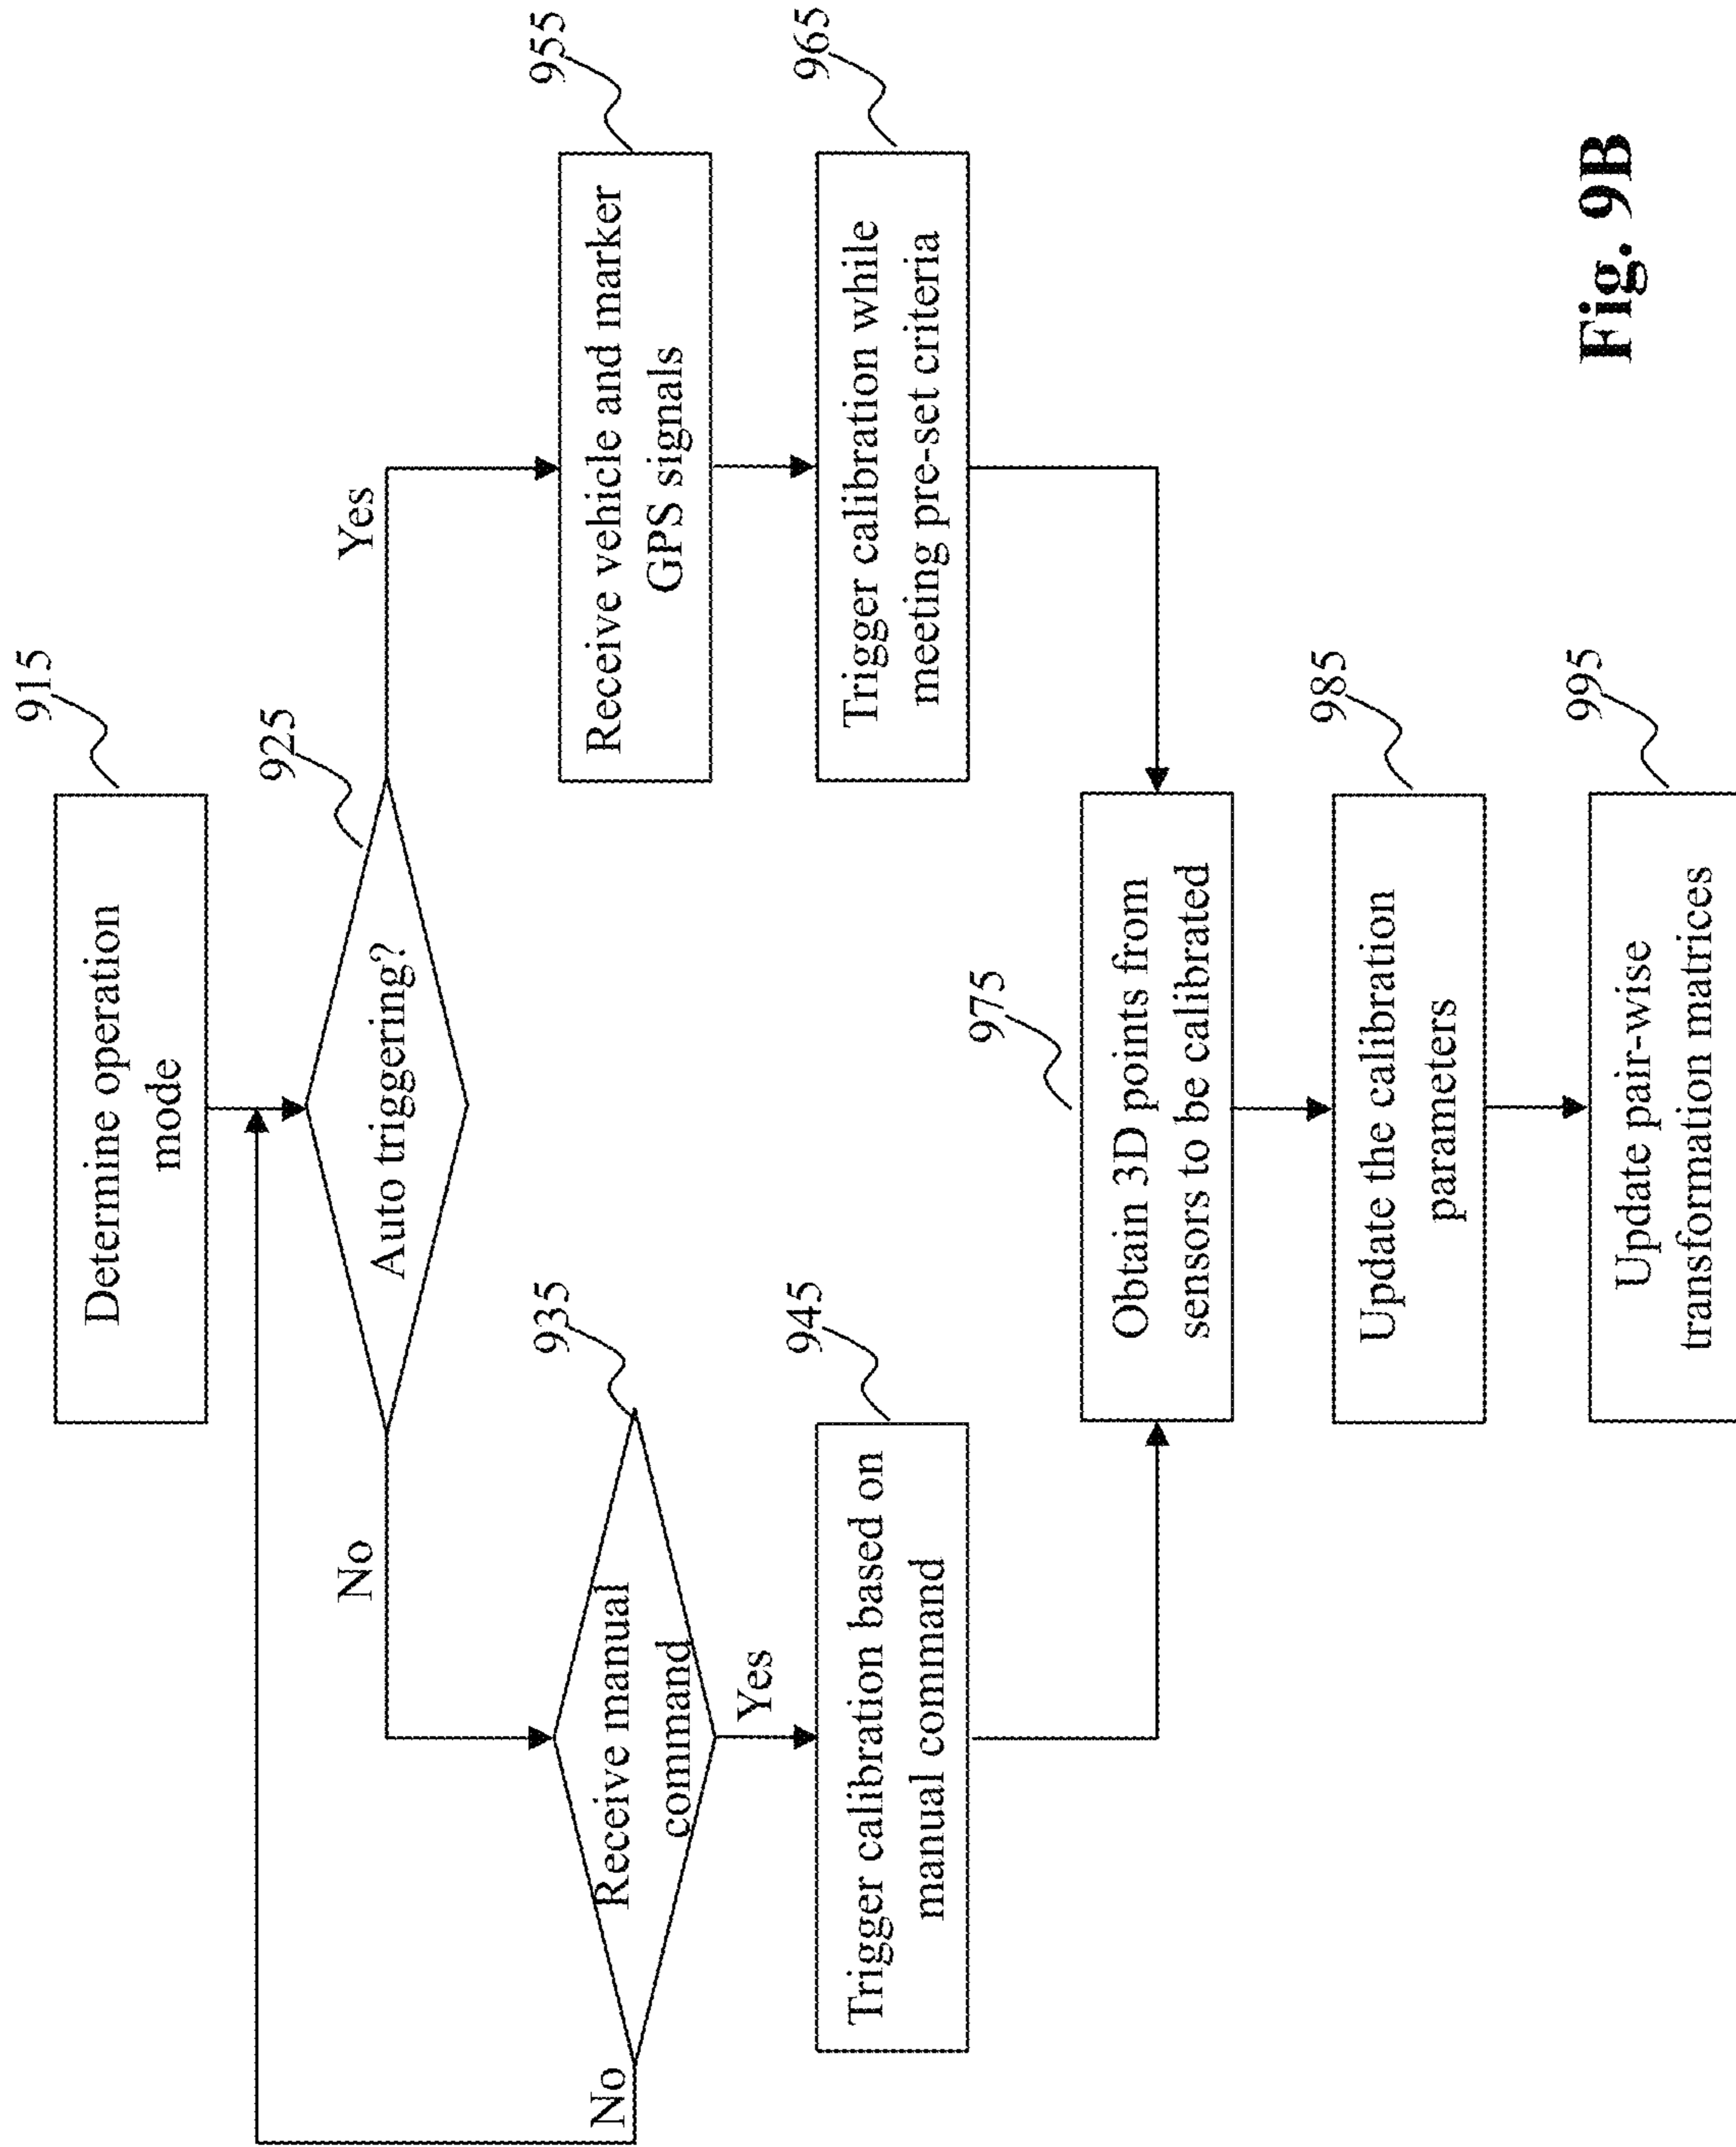 915
Determine operation
mode
925
Auto triggering?
No
Yes
935
Receive manual
command
No
Yes
955
Receive vehicle and marker
GPS signals
945
Trigger calibration based on
manual command
965
Trigger calibration while
meeting pre-set criteria
975
Obtain 3D points from
sensors to be calibrated
985
Update the calibration
parameters
995
Update pair-wise
transformation matrices
Fig. 9B